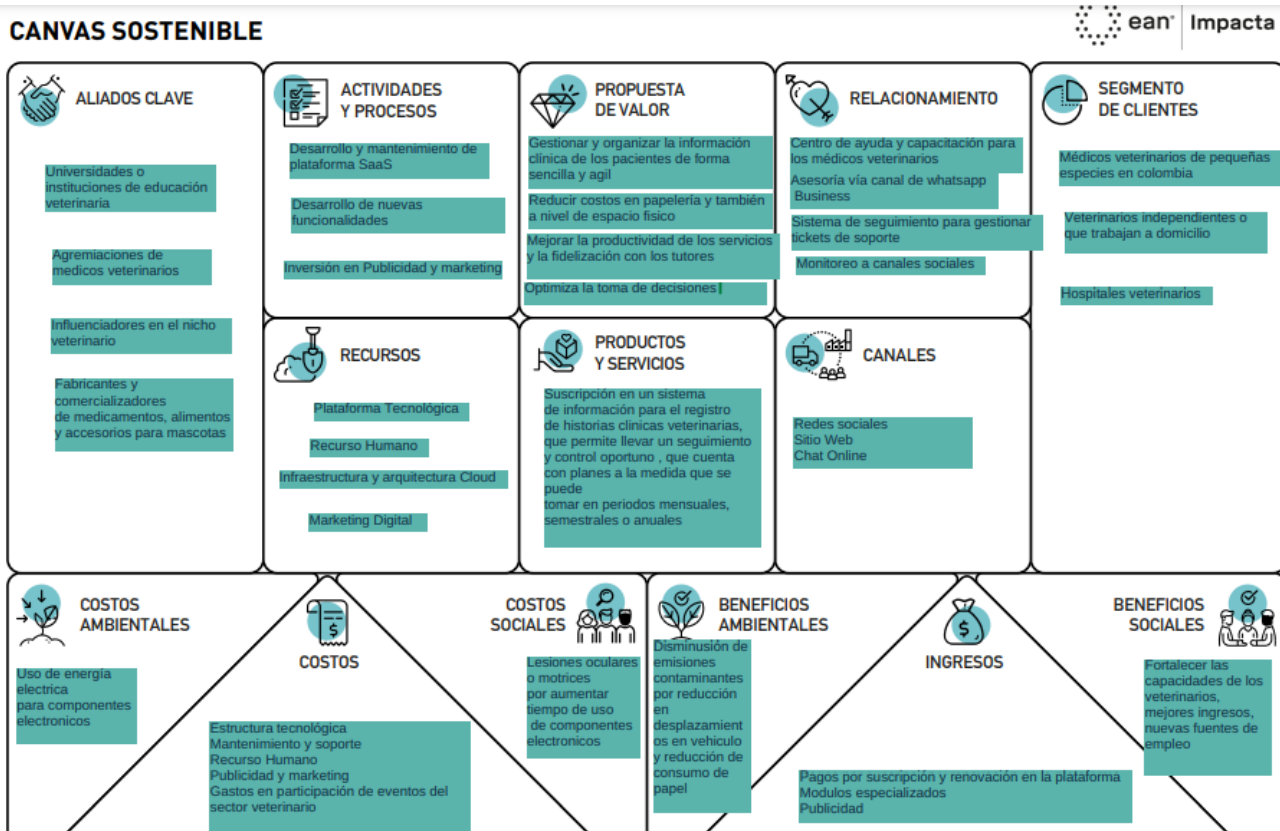 CANVAS SOSTENIBLE
ean® Impacta
ALIADOS CLAVE
Universidades o
instituciones de educación
veterinaria
Agremiaciones de
medicos veterinarios
Influenciadores en el nicho
veterinario
Fabricantes y
comercializadores
de medicamentos, alimentos
y accesorios para mascotas
ACTIVIDADES
Y PROCESOS
Desarrollo y mantenimiento de
plataforma SaaS
Desarrollo de nuevas
funcionalidades
Inversión en Publicidad y marketing
RECURSOS
Plataforma Tecnológica
Recurso Humano
Infraestructura y arquitectura Cloud
Marketing Digital
PROPUESTA
DE VALOR
Gestionar y organizar la información
clínica de los pacientes de forma
sencilla y agil
Reducir costos en papelería y también
a nivel de espacio fisico
Mejorar la productividad de los servicios
y la fidelización con los tutores
Optimiza la toma de decisiones
PRODUCTOS
Y SERVICIOS
Suscripción en un sistema
de información para el registro
de historias clinicas veterinarias,
que permite llevar un seguimiento
y control oportuno , que cuenta
con planes a la medida que se
puede
tomar en periodos mensuales,
semestrales o anuales
RELACIONAMIENTO
Centro de ayuda y capacitación para
los médicos veterinarios
Asesoría vía canal de whatsapp
Business
Sistema de seguimiento para gestionar
tickets de soporte
Monitoreo a canales sociales
CANALES
Redes sociales
Sitio Web
Chat Online
SEGMENTO
DE CLIENTES
Médicos veterinarios de pequeñas
especies en colombia
Veterinarios independientes o
que trabajan a domicilio
Hospitales veterinarios
COSTOS
AMBIENTALES
Uso de energía
electrica
para componentes
electronicos
COSTOS
Estructura tecnológica
Mantenimiento y soporte
Recurso Humano
Publicidad y marketing
Gastos en participación de eventos del
sector veterinario
COSTOS
SOCIALES
Lesiones oculares
o motrices
por aumentar
tiempo de uso
de componentes
electronicos
BENEFICIOS
AMBIENTALES
Disminusión de
emisiones
contaminantes
por reducción
en
desplazamient
os en vehiculo
y reducción de
consumo de
papel
INGRESOS
Pagos por suscripción y renovación en la plataforma
Modulos especializados
Publicidad
BENEFICIOS
SOCIALES
Fortalecer las
capacidades de los
veterinarios,
mejores ingresos,
nuevas fuentes de
empleo